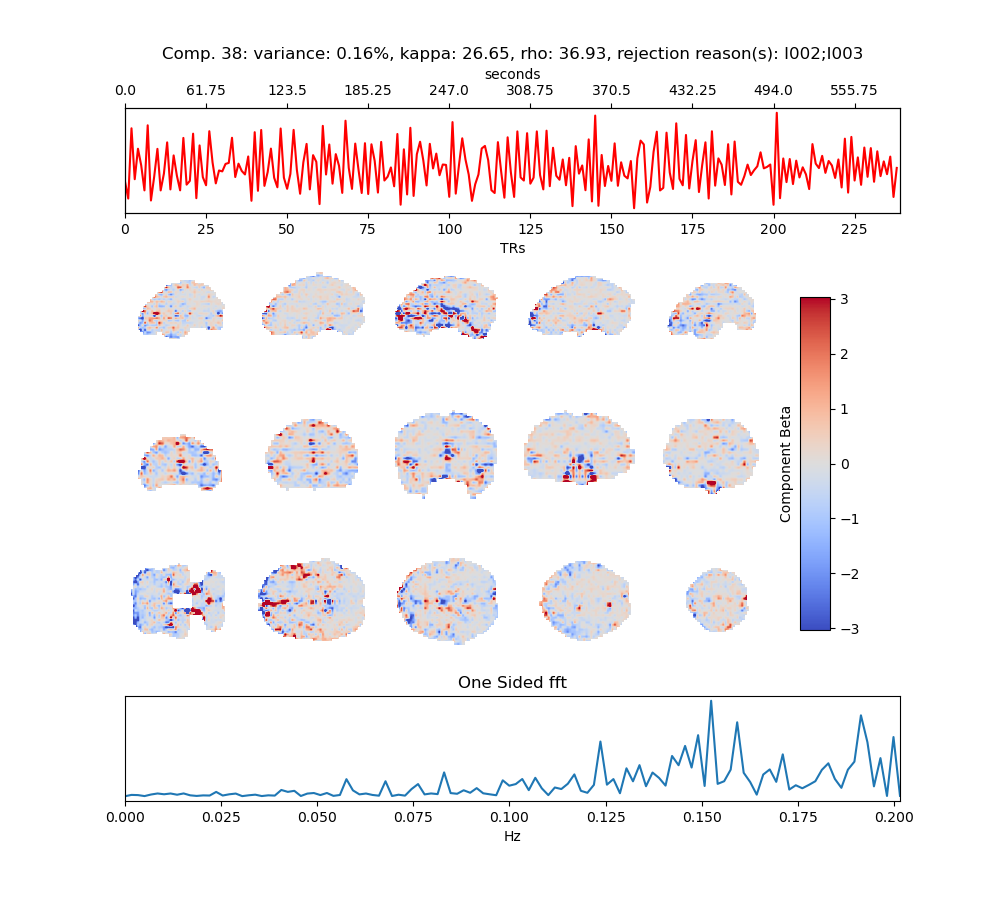 Comp. 38: variance: 0.16%, kappa: 26.65, rho: 36.93, rejection reason(s): I002;I003
seconds
0.0 61.75 123.5 185.25 247.0 308.75 370.5 432.25 494.0 555.75
0 25 50 75 100 125 150 175 200 225
TRs
3
2
1
0
−1
−2
−3
Component Beta
One Sided fft
0.000 0.025 0.050 0.075 0.100 0.125 0.150 0.175 0.200
Hz